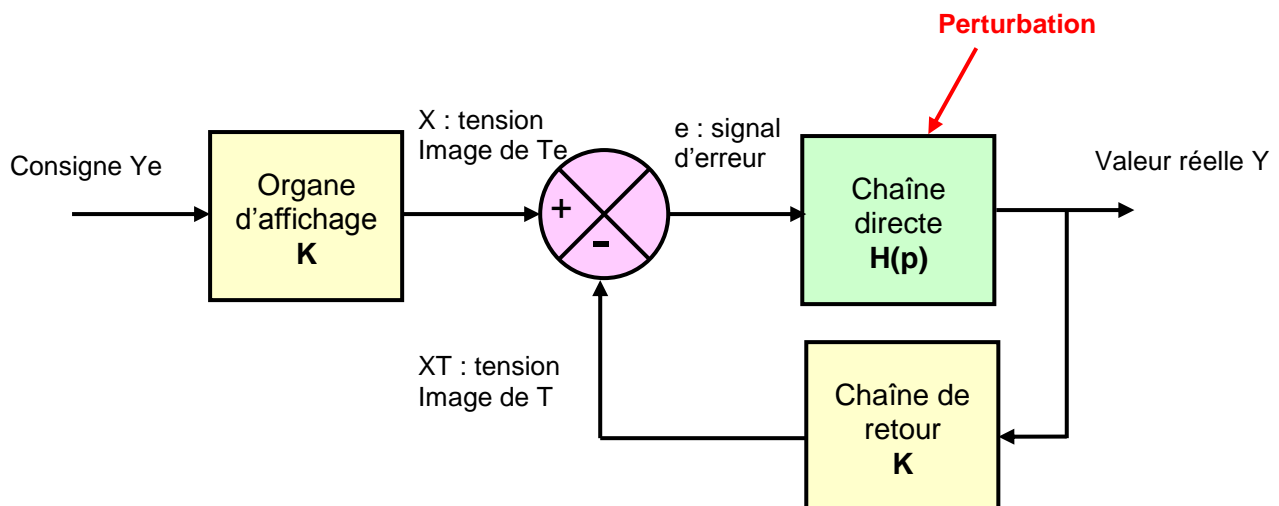 Perturbation
Consigne Ye
Organe
d’affichage
K
X : tension
Image de Te
+
-
e : signal
d’erreur
Chaîne
directe
H(p)
Valeur réelle Y
XT : tension
Image de T
Chaîne de
retour
K